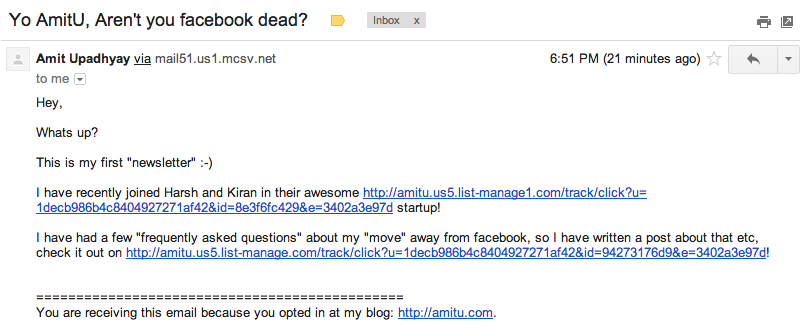 Yo AmitU, Aren't you facebook dead? Inbox x
Amit Upadhyay via mail51.us1.mcsv.net 6:51 PM (21 minutes ago)
to me
Hey,
Whats up?
This is my first "newsletter" :-)
I have recently joined Harsh and Kiran in their awesome http://amitu.us5.list-manage1.com/track/click?u=
1decb986b4c8404927271af42&id=8e3f6fc429&e=3402a3e97d startup!
I have had a few "frequently asked questions" about my "move" away from facebook, so I have written a post about that etc,
check it out on http://amitu.us5.list-manage.com/track/click?u=1decb986b4c8404927271af42&id=94273176d9&e=3402a3e97d!
==============================================
You are receiving this email because you opted in at my blog: http://amitu.com.